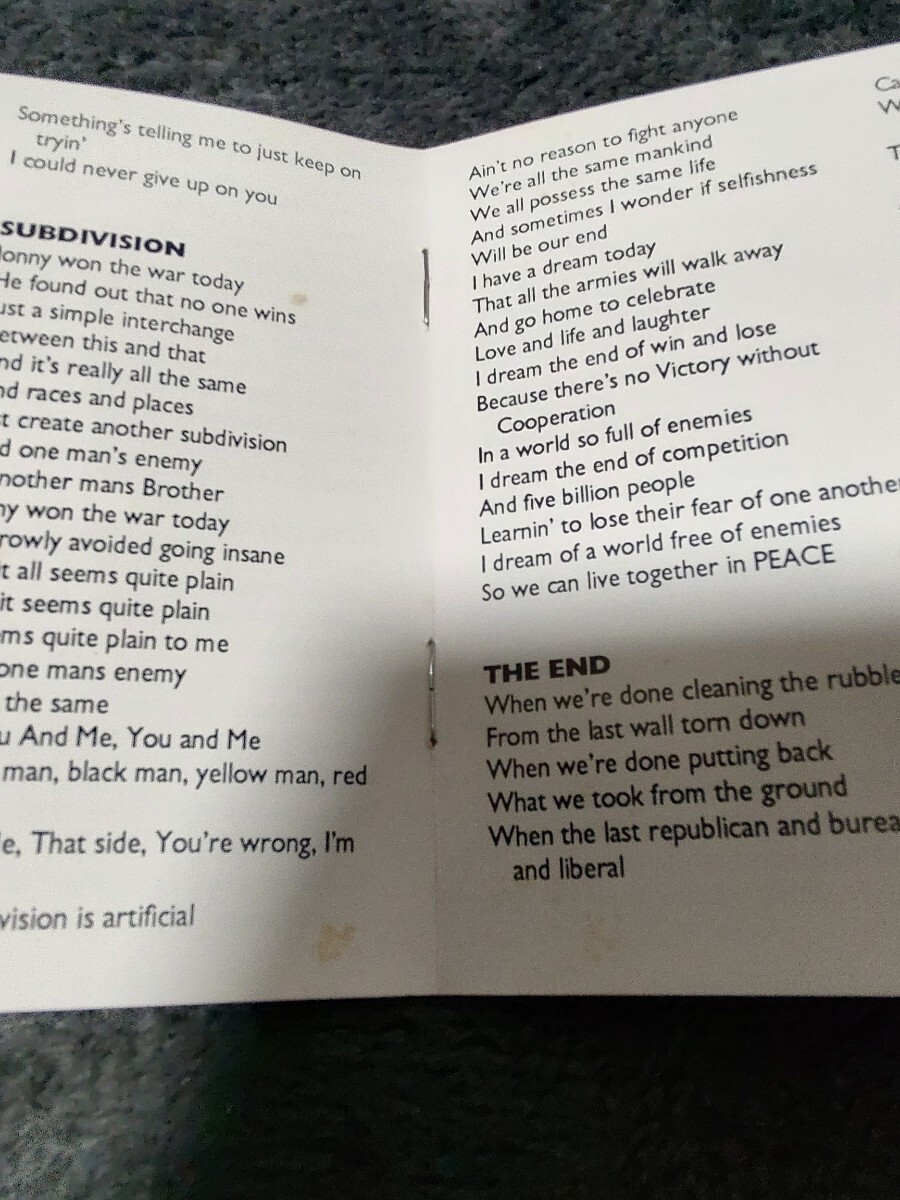 Something's telling me to just keep on
tryin'
I could never give up on you
SUBDIVISION
onny won the war today
He found out that no one wins
ust a simple interchange
etween this and that
nd it's really all the same
nd races and places
t create another subdivision
d one man's enemy
nother mans Brother
ny won the war today
rowly avoided going insane
it all seems quite plain
it seems quite plain
ms quite plain to me
one mans enemy
the same
u And Me, You and Me
man, black man, yellow man, red
e, That side, You're wrong, I'm
vision is artificial
Ain't no reason to fight anyone
We're all the same mankind
We all possess the same life
And sometimes I wonder if selfishness
Will be our end
I have a dream today
That all the armies will walk away
And go home to celebrate
Love and life and laughter
I dream the end of win and lose
Because there's no Victory without
Cooperation
In a world so full of enemies
I dream the end of competition
And five billion people
Learnin' to lose their fear of one another
I dream of a world free of enemies
So we can live together in PEACE
THE END
When we're done cleaning the rubble
From the last wall torn down
When we're done putting back
What we took from the ground
When the last republican and burea
and liberal
Ca
W
T